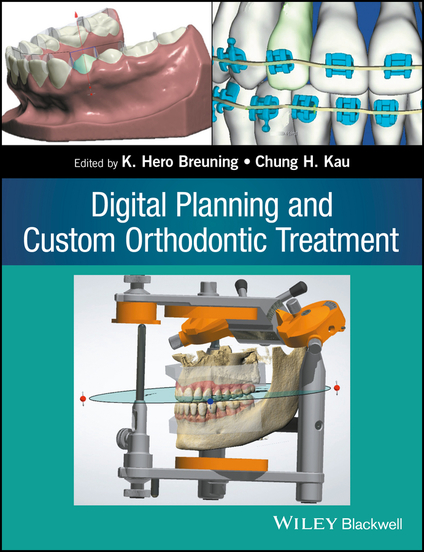 Edited by K. Hero Breuning • Chung H. Kau
Digital Planning and
Custom Orthodontic Treatment
WILEY Blackwell